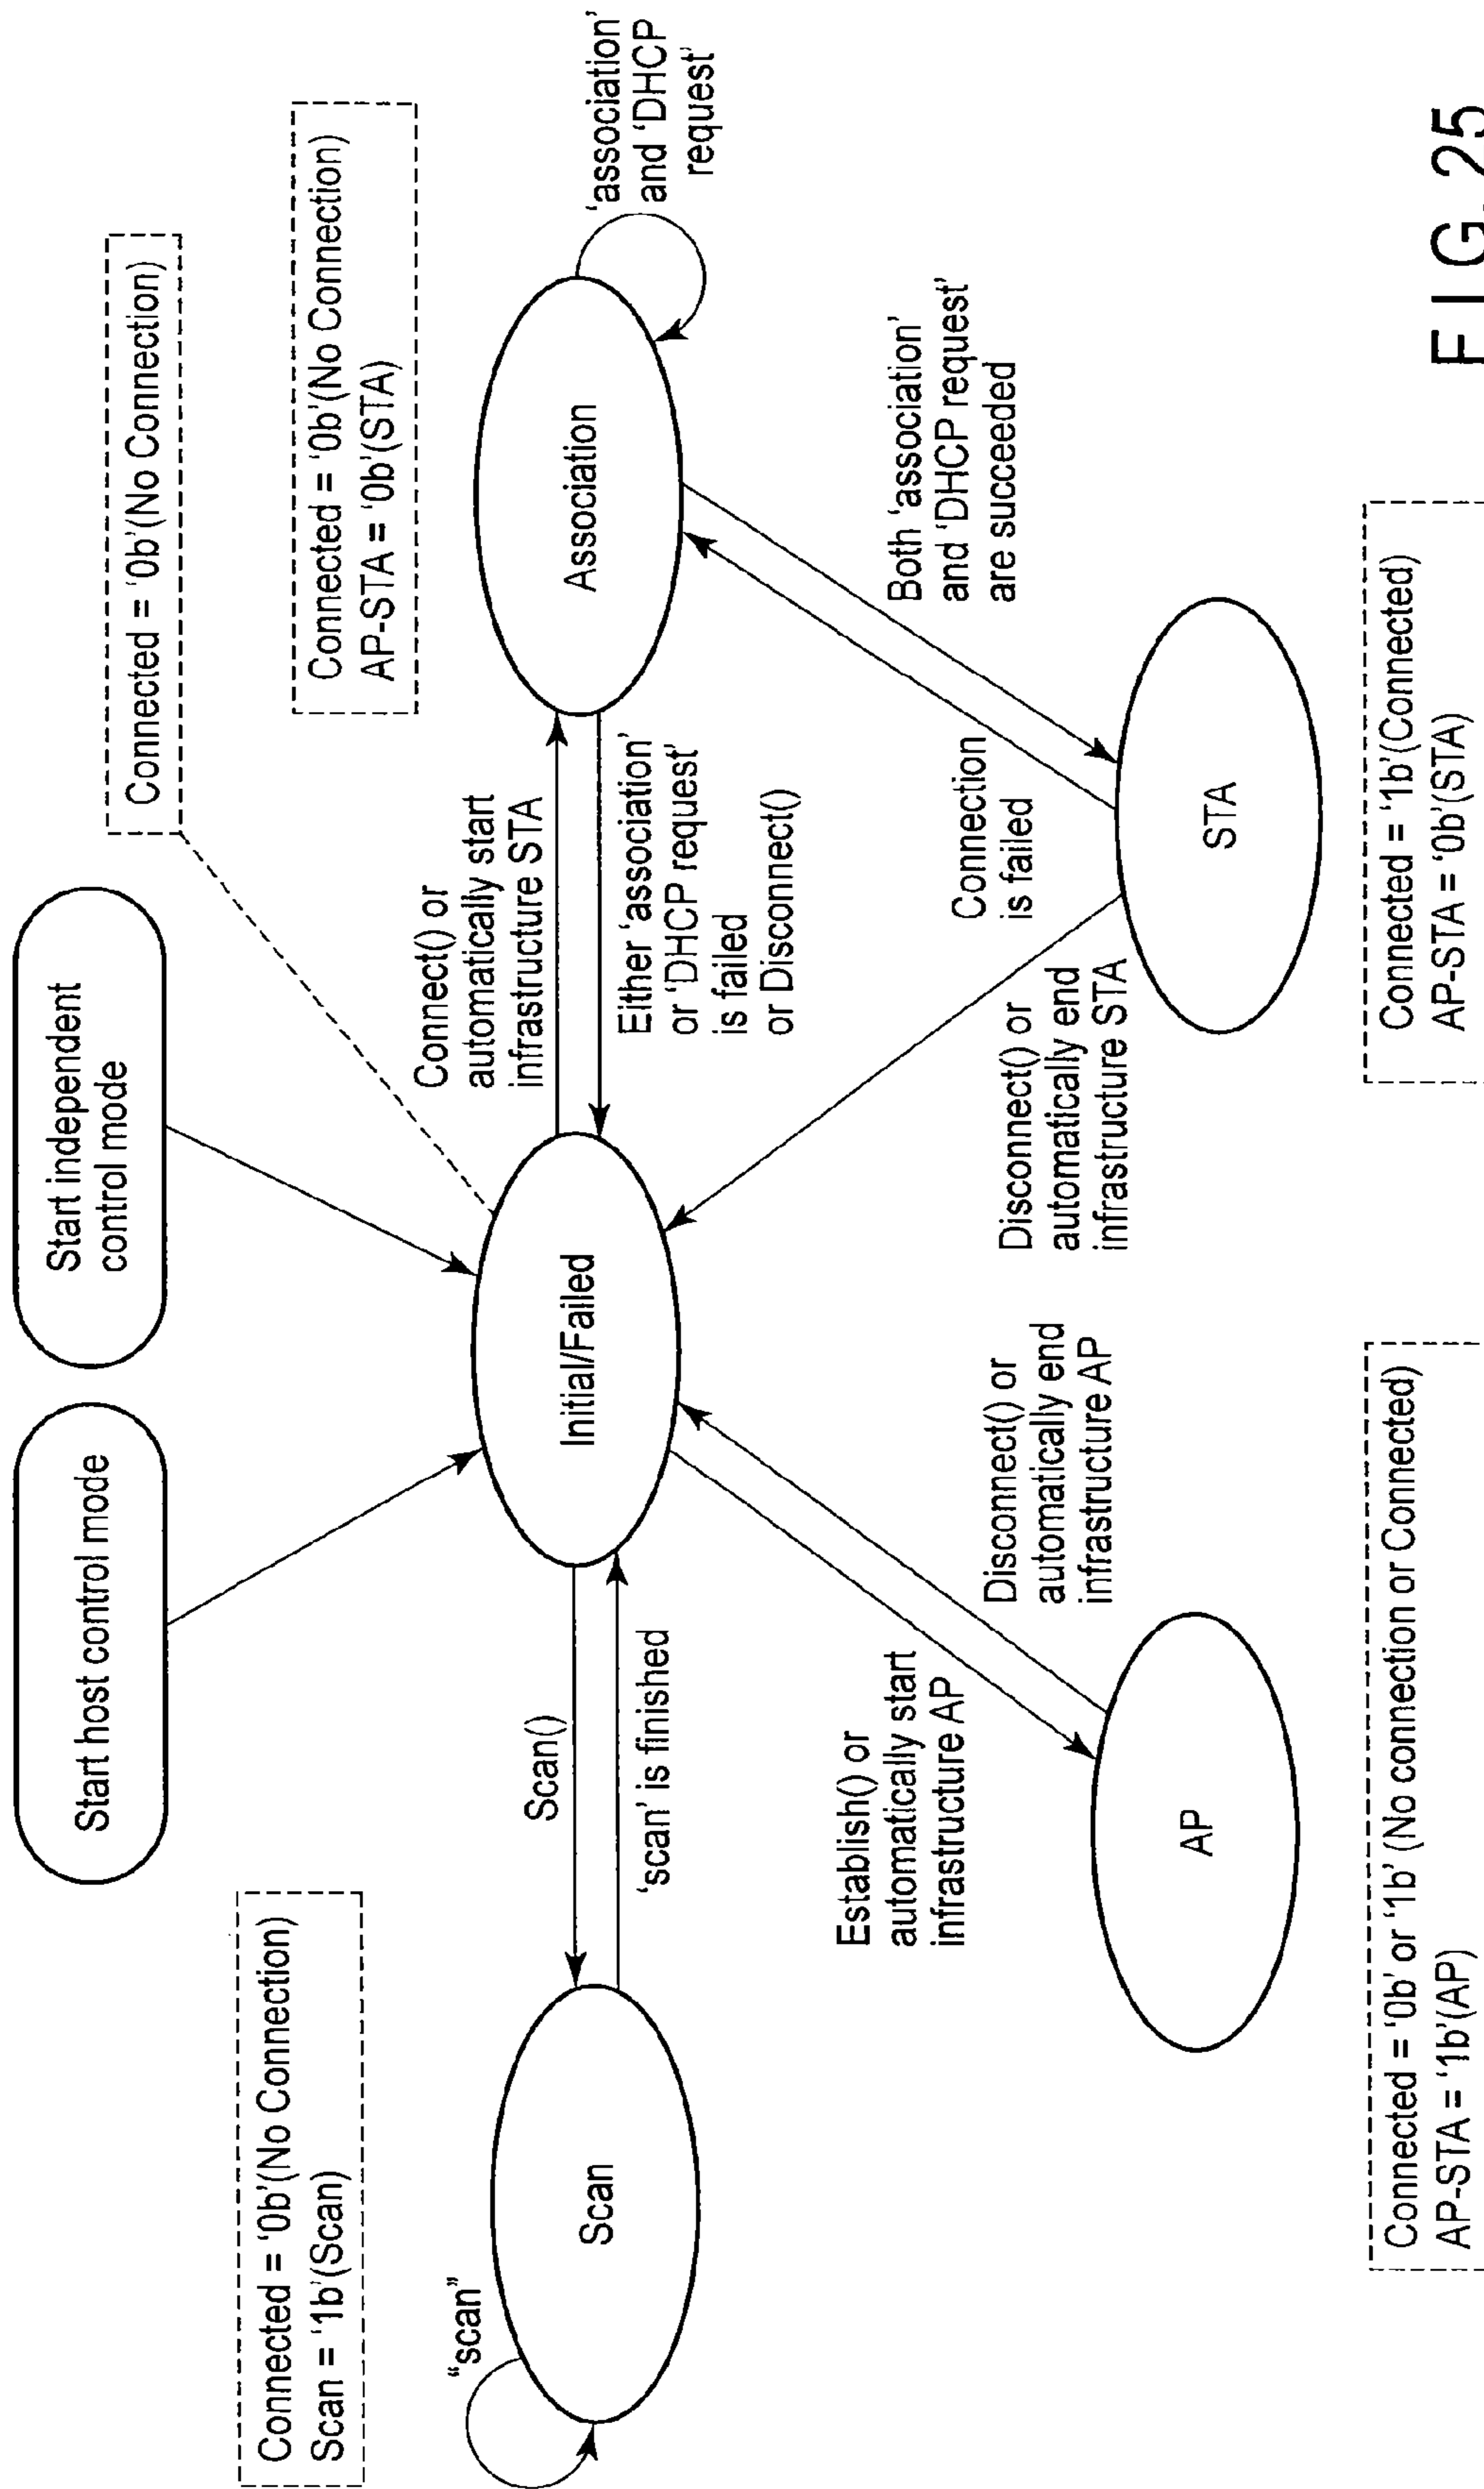 Start host control mode
Start independent
control mode
Connected = '0b'(No Connection)
Connected = '0b'(No Connection)
Scan = '1b'(Scan)
Connected = '0b'(No Connection)
AP-STA = '0b'(STA)
"scan"
Scan
Scan()
'scan' is finished
Initial/Failed
Connect() or
automatically start
infrastructure STA
Either 'association'
or 'DHCP request'
is failed
or Disconnect()
Association
'association'
and 'DHCP
request'
Establish() or
automatically start
infrastructure AP
Disconnect() or
automatically end
infrastructure AP
Disconnect() or
automatically end
infrastructure STA
Connection
is failed
Both 'association'
and 'DHCP request'
are succeeded
AP
STA
Connected = '0b' or '1b' (No connection or Connected)
AP-STA = '1b'(AP)
Connected = '1b'(Connected)
AP-STA = '0b'(STA)
FIG. 25